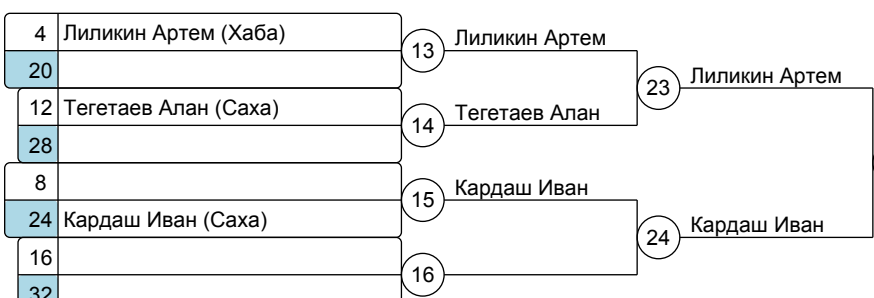 4 Лиликин Артем (Хаба)
20
12 Тегетаев Алан (Саха)
28
8
24 Кардаш Иван (Саха)
16
32
13 Лиликин Артем
14 Тегетаев Алан
15 Кардаш Иван
16
23 Лиликин Артем
24 Кардаш Иван